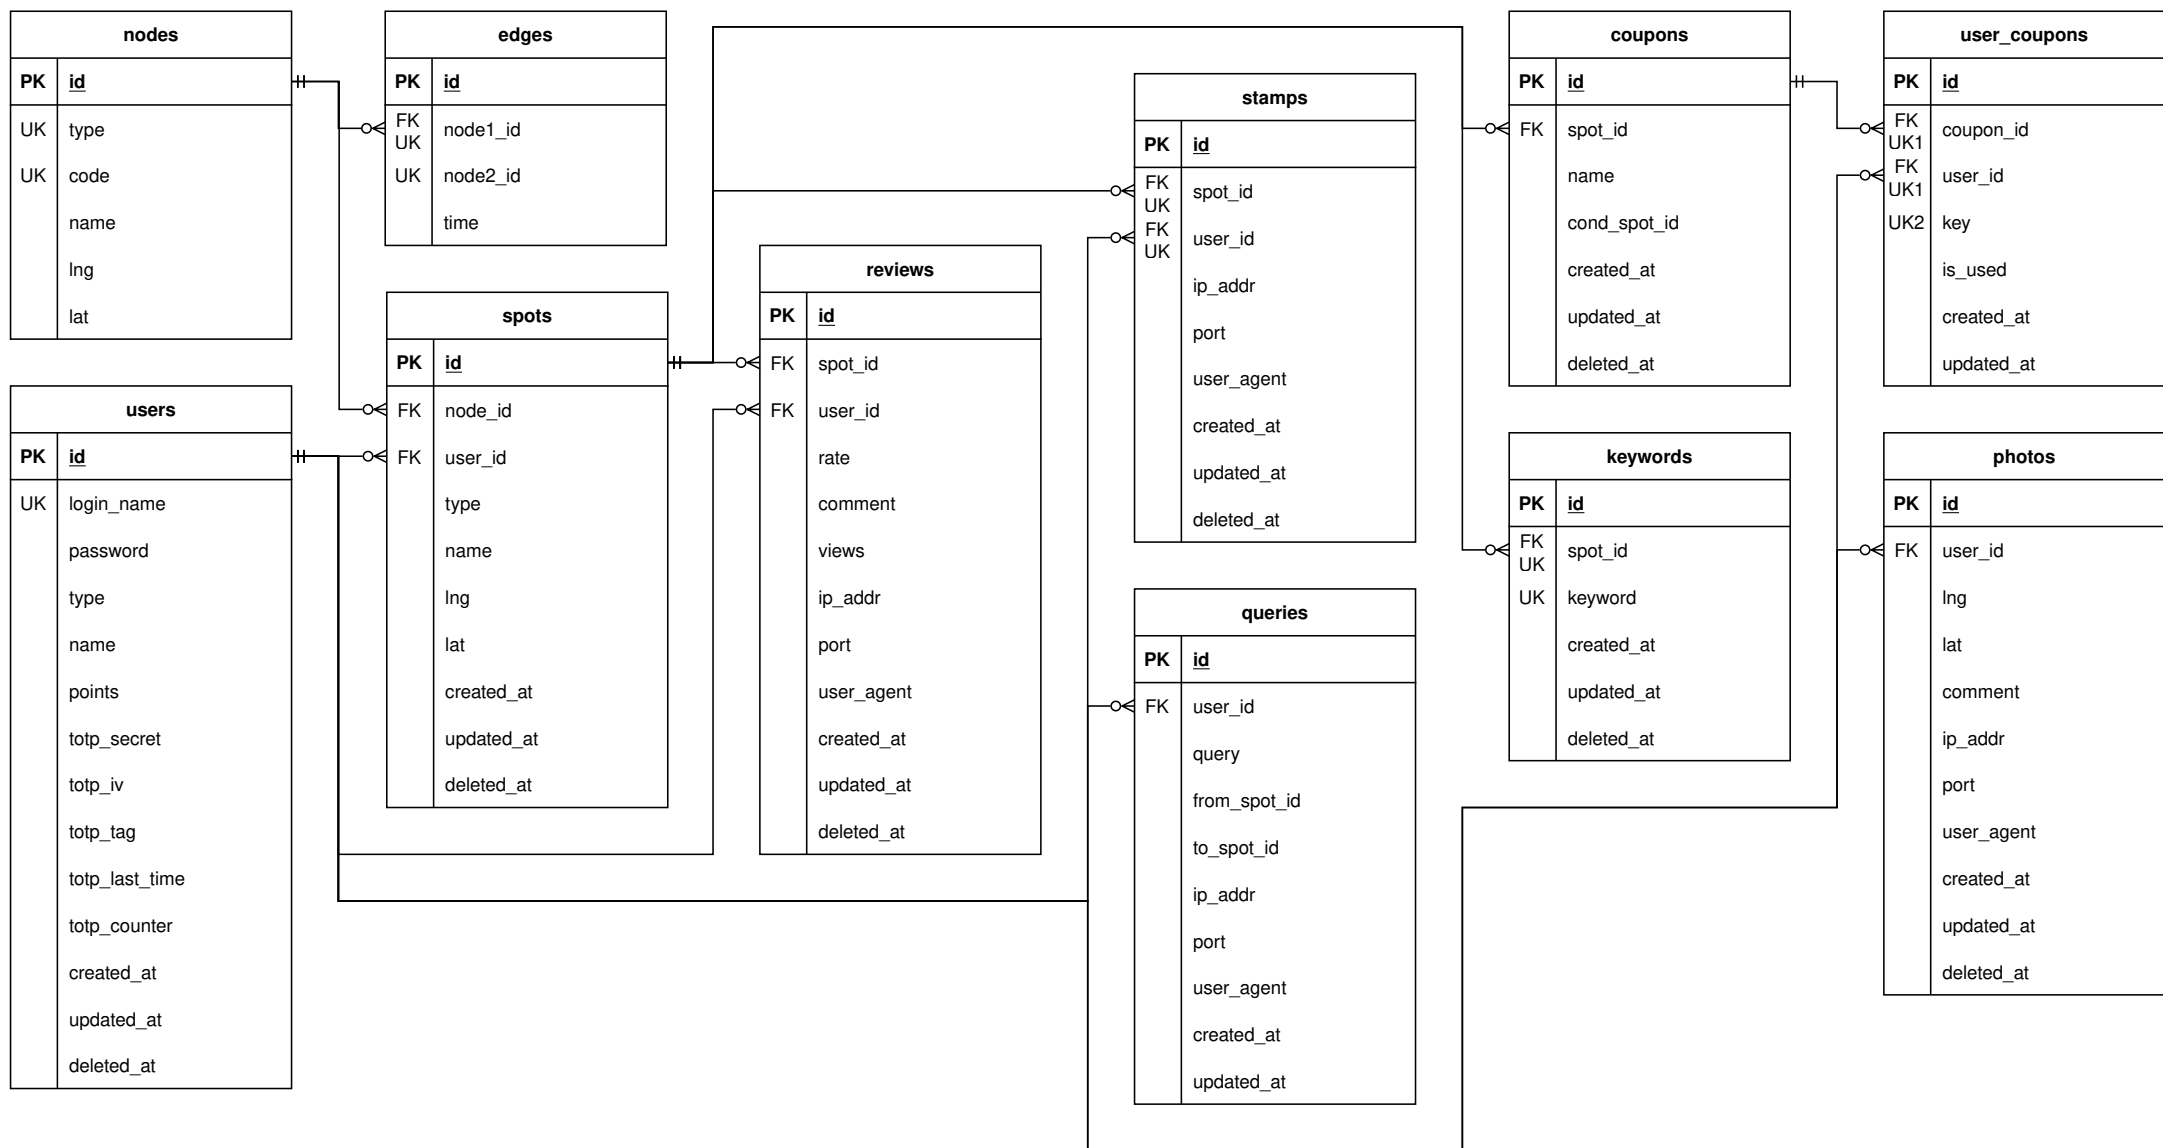 nodes
PK id
UK type
UK code
name
lng
lat
edges
PK id
FK
UK
node1_id
UK node2_id
time
users
PK id
UK login_name
password
type
name
points
totp_secret
totp_iv
totp_tag
totp_last_time
totp_counter
created_at
updated_at
deleted_at
spots
PK id
FK node_id
FK user_id
type
name
lng
lat
created_at
updated_at
deleted_at
reviews
PK id
FK spot_id
FK user_id
rate
comment
views
ip_addr
port
user_agent
created_at
updated_at
deleted_at
stamps
PK id
FK
UK
spot_id
FK
UK
user_id
ip_addr
port
user_agent
created_at
updated_at
deleted_at
queries
PK id
FK user_id
query
from_spot_id
to_spot_id
ip_addr
port
user_agent
created_at
updated_at
coupons
PK id
FK spot_id
name
cond_spot_id
created_at
updated_at
deleted_at
keywords
PK id
FK
UK
spot_id
UK keyword
created_at
updated_at
deleted_at
user_coupons
PK id
FK
UK1
coupon_id
FK
UK1
user_id
UK2 key
is_used
created_at
updated_at
photos
PK id
FK user_id
lng
lat
comment
ip_addr
port
user_agent
created_at
updated_at
deleted_at